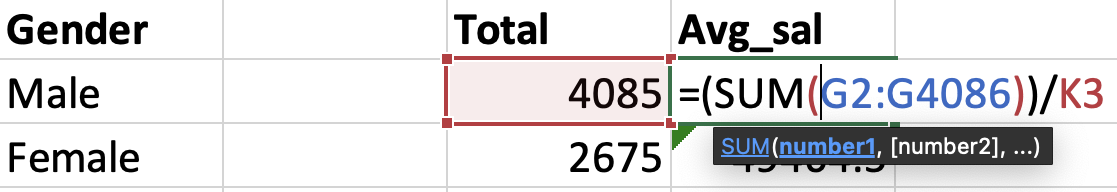 Gender Total Avg_sal
Male 4085 =(SUM(G2:G4086))/K3
Female 2675
SUM(number1, [number2], ...)